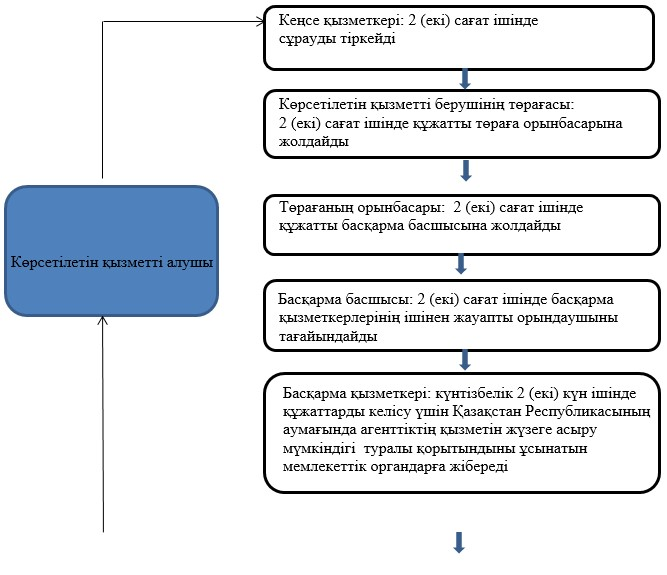 Кеңсе қызметкері: 2 (екі) сағат ішінде
сұрауды тіркейді
Көрсетілетін қызметті берушінің төрағасы:
2 (екі) сағат ішінде құжатты төраға орынбасарына
жолдайды
Төрағаның орынбасары: 2 (екі) сағат ішінде
құжатты басқарма басшысына жолдайды
Көрсетілетін қызметті алушы
Басқарма басшысы: 2 (екі) сағат ішінде басқарма
қызметкерлерінің ішінен жауапты орындаушыны
тағайындайды
Басқарма қызметкері: күнтізбелік 2 (екі) күн ішінде
құжаттарды келісу үшін Қазақстан Республикасының
аумағында агенттіктің қызметін жүзеге асыру
мүмкіндігі туралы қорытындыны ұсынатын
мемлекеттік органдарға жібереді